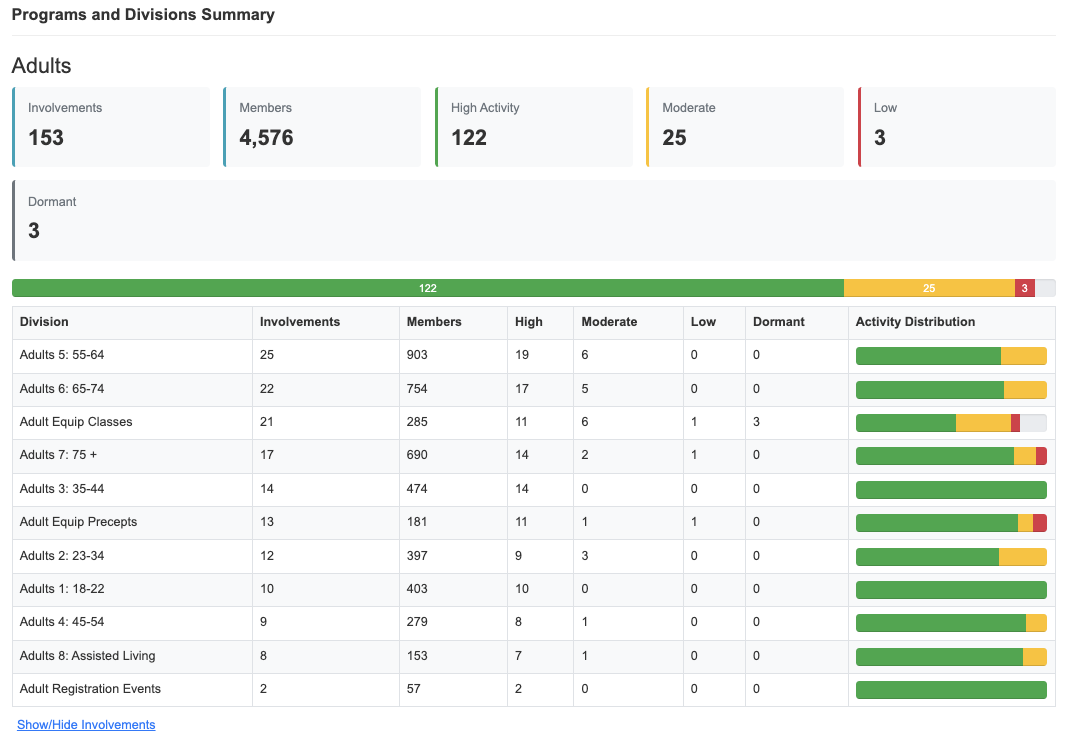 Programs and Divisions Summary
Adults
Involvements Members High Activity Moderate Low
153 4,576 122 25 3
Dormant
3
122 25 3
Division Involvements Members High Moderate Low Dormant Activity Distribution
Adults 5: 55-64 25 903 19 6 0 0
Adults 6: 65-74 22 754 17 5 0 0
Adult Equip Classes 21 285 11 6 1 3
Adults 7: 75 + 17 690 14 2 1 0
Adults 3: 35-44 14 474 14 0 0 0
Adult Equip Precepts 13 181 11 1 1 0
Adults 2: 23-34 12 397 9 3 0 0
Adults 1: 18-22 10 403 10 0 0 0
Adults 4: 45-54 9 279 8 1 0 0
Adults 8: Assisted Living 8 153 7 1 0 0
Adult Registration Events 2 57 2 0 0 0
Show/Hide Involvements